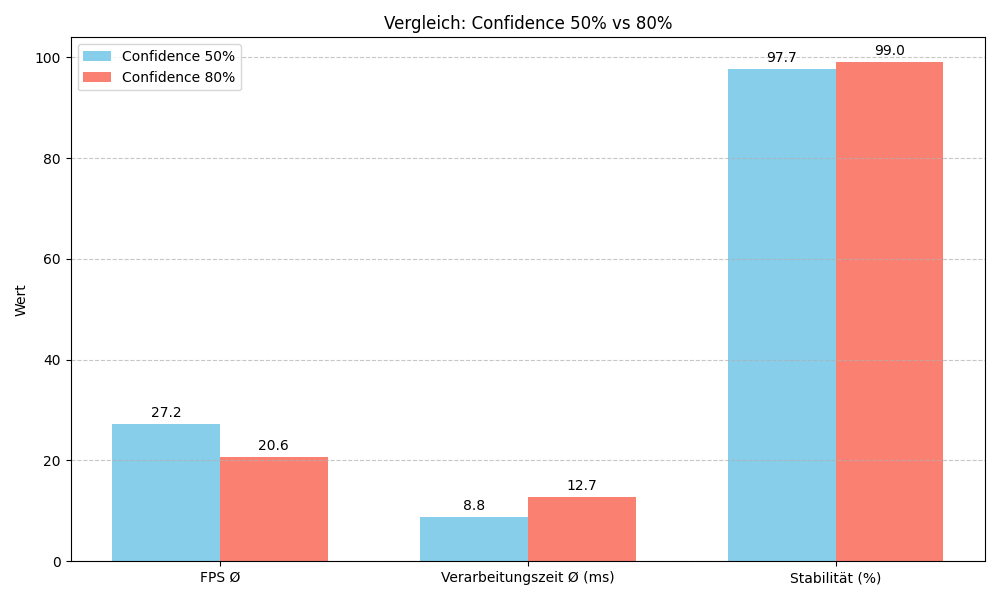 Vergleich: Confidence 50% vs 80%
Confidence 50%
Confidence 80%
Wert
100
80
60
40
20
0
27.2
20.6
8.8
12.7
97.7
99.0
FPS Ø
Verarbeitungszeit Ø (ms)
Stabilität (%)